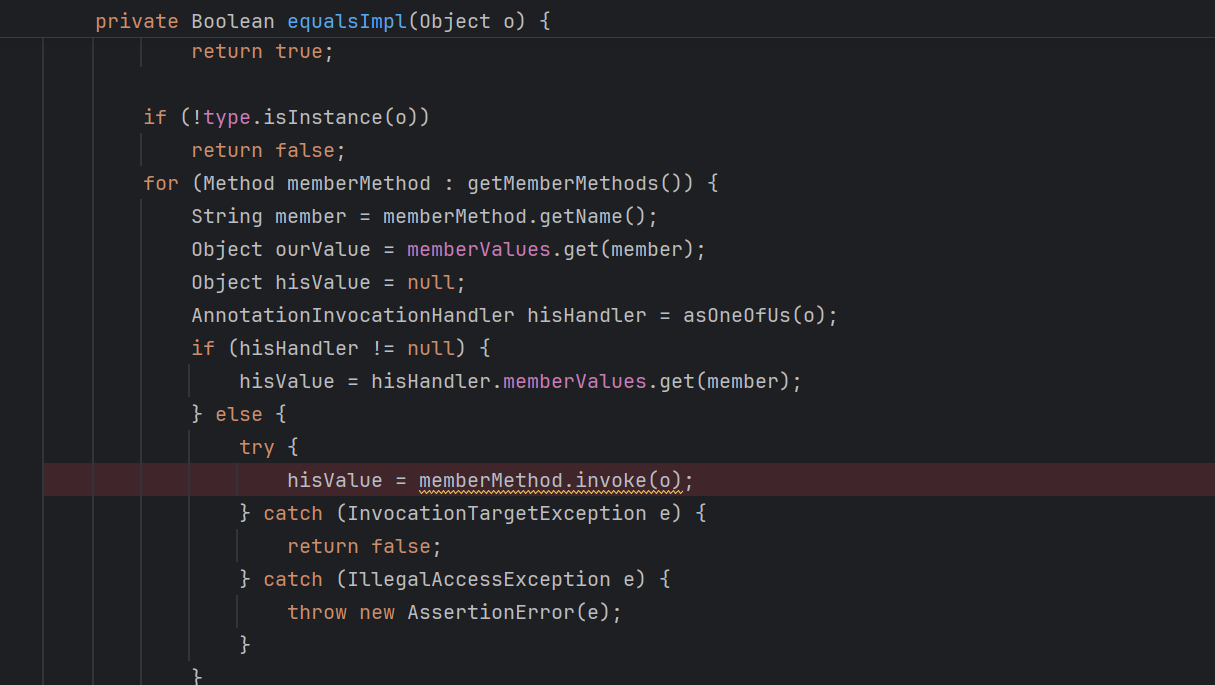 private Boolean equalsImpl(Object o) {
return true;
if (!type.isInstance(o))
return false;
for (Method memberMethod : getMemberMethods()) {
String member = memberMethod.getName();
Object ourValue = memberValues.get(member);
Object hisValue = null;
AnnotationInvocationHandler hisHandler = asOneOfUs(o);
if (hisHandler != null) {
hisValue = hisHandler.memberValues.get(member);
} else {
try {
hisValue = memberMethod.invoke(o);
} catch (InvocationTargetException e) {
return false;
} catch (IllegalAccessException e) {
throw new AssertionError(e);
}
}